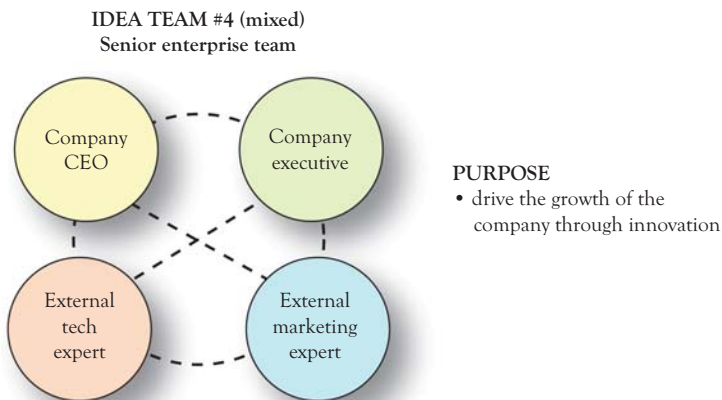 IDEA TEAM #4 (mixed)
Senior enterprise team
Company
CEO
Company
executive
PURPOSE
• drive the growth of the
company through innovation
External
tech
expert
External
marketing
expert